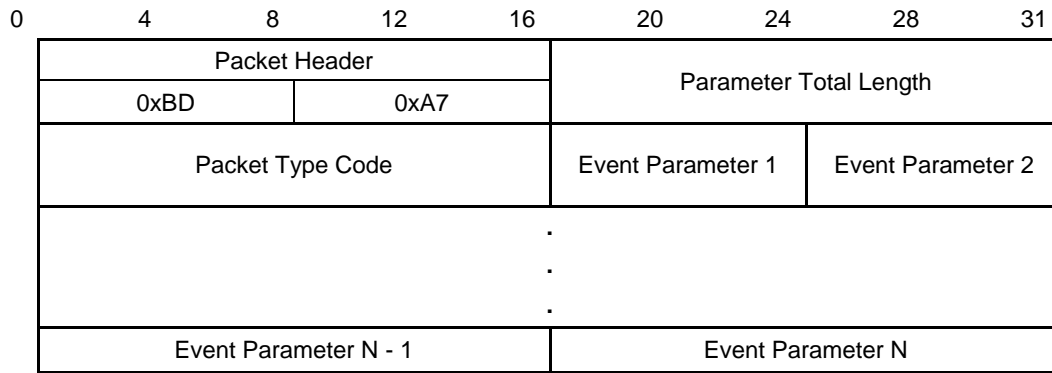 0 4 8 12 16 20 24 28 31
Packet Header
Parameter Total Length
0xBD 0xA7
Packet Type Code Event Parameter 1 Event Parameter 2
.
.
.
Event Parameter N - 1 Event Parameter N